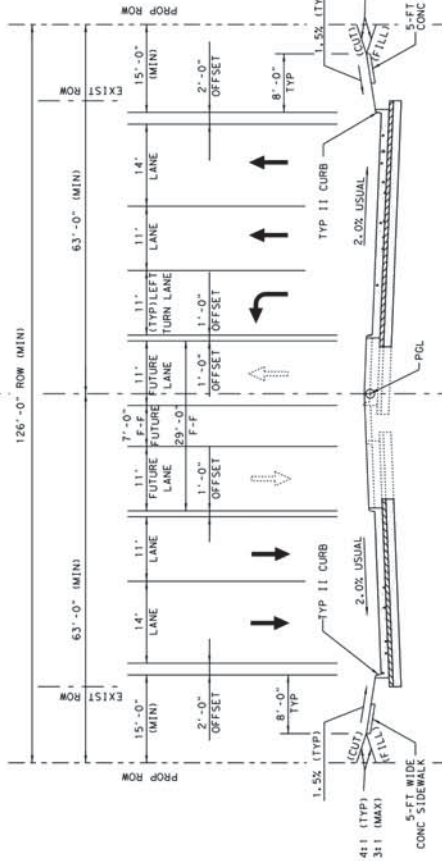 126'-0" ROW (MIN)
63'-0" (MIN)
63'-0" (MIN)
PROP ROW
EXIST ROW
EXIST ROW
PROP ROW
15'-0"
(MIN)
14'
LANE
11'
LANE
11'
FUTURE
LANE
7'-0"
F-F
FUTURE
11'
FUTURE
LANE
11'
(TYP)LEFT
TURN LANE
11'
LANE
14'
LANE
15'-0"
(MIN)
29'-0"
F-F
2'-0"
OFFSET
1'-0"
OFFSET
1'-0"
OFFSET
1'-0"
OFFSET
2'-0"
OFFSET
8'-0"
TYP
8'-0"
TYP
1.5% (TYP)
TYP II CURB
TYP II CURB
1.5% (TY
(CUT)
(FILL)
2.0% USUAL
2.0% USUAL
(CUT)
(FILL)
PGL
4:1 (TYP)
3:1 (MAX)
5-FT WIDE
CONC SIDEWALK
5-FT
CONC